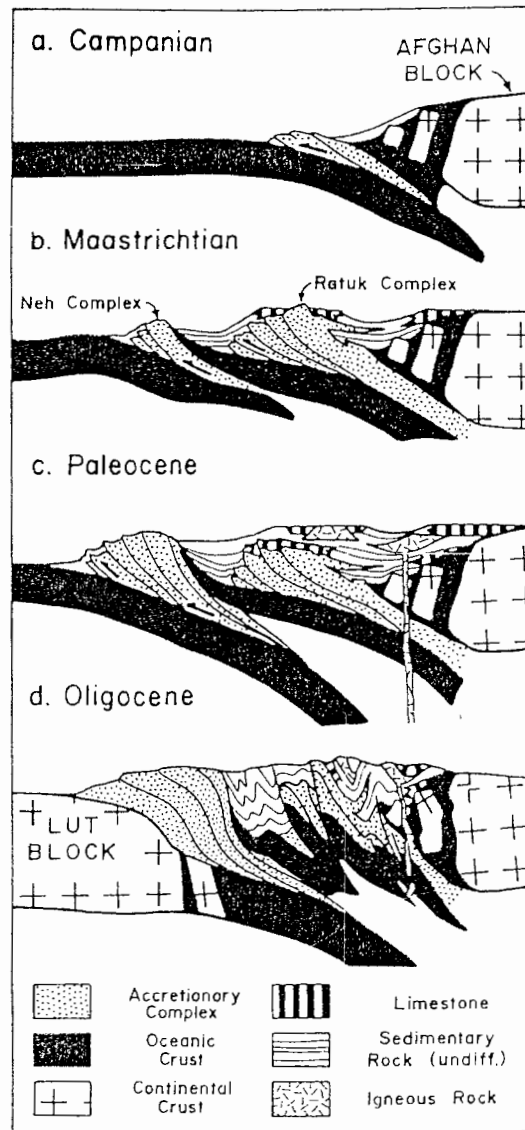 a. Campanian
AFGHAN
BLOCK
b. Maastrichtian
Ratuk Complex
Neh Complex
c. Paleocene
d. Oligocene
LUT
BLOCK
Accretionary
Complex
Limestone
Oceanic
Crust
Sedimentary
Rock (undiff.)
Continental
Crust
Igneous Rock